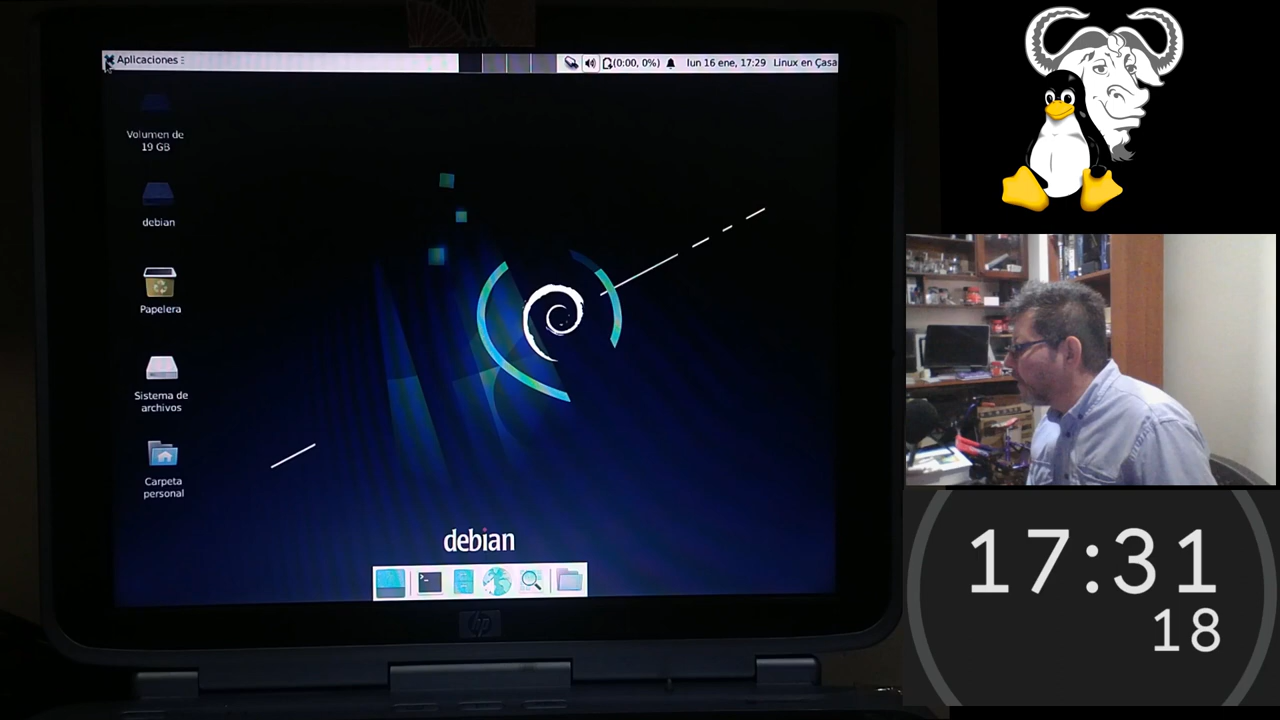 Aplicaciones
(0:00, 0%)
lun 16 ene, 17:29
Linux en Casa
Volumen de
19 GB
debian
Papelera
Sistema de
archivos
Carpeta
personal
debian
hp
17:31
18